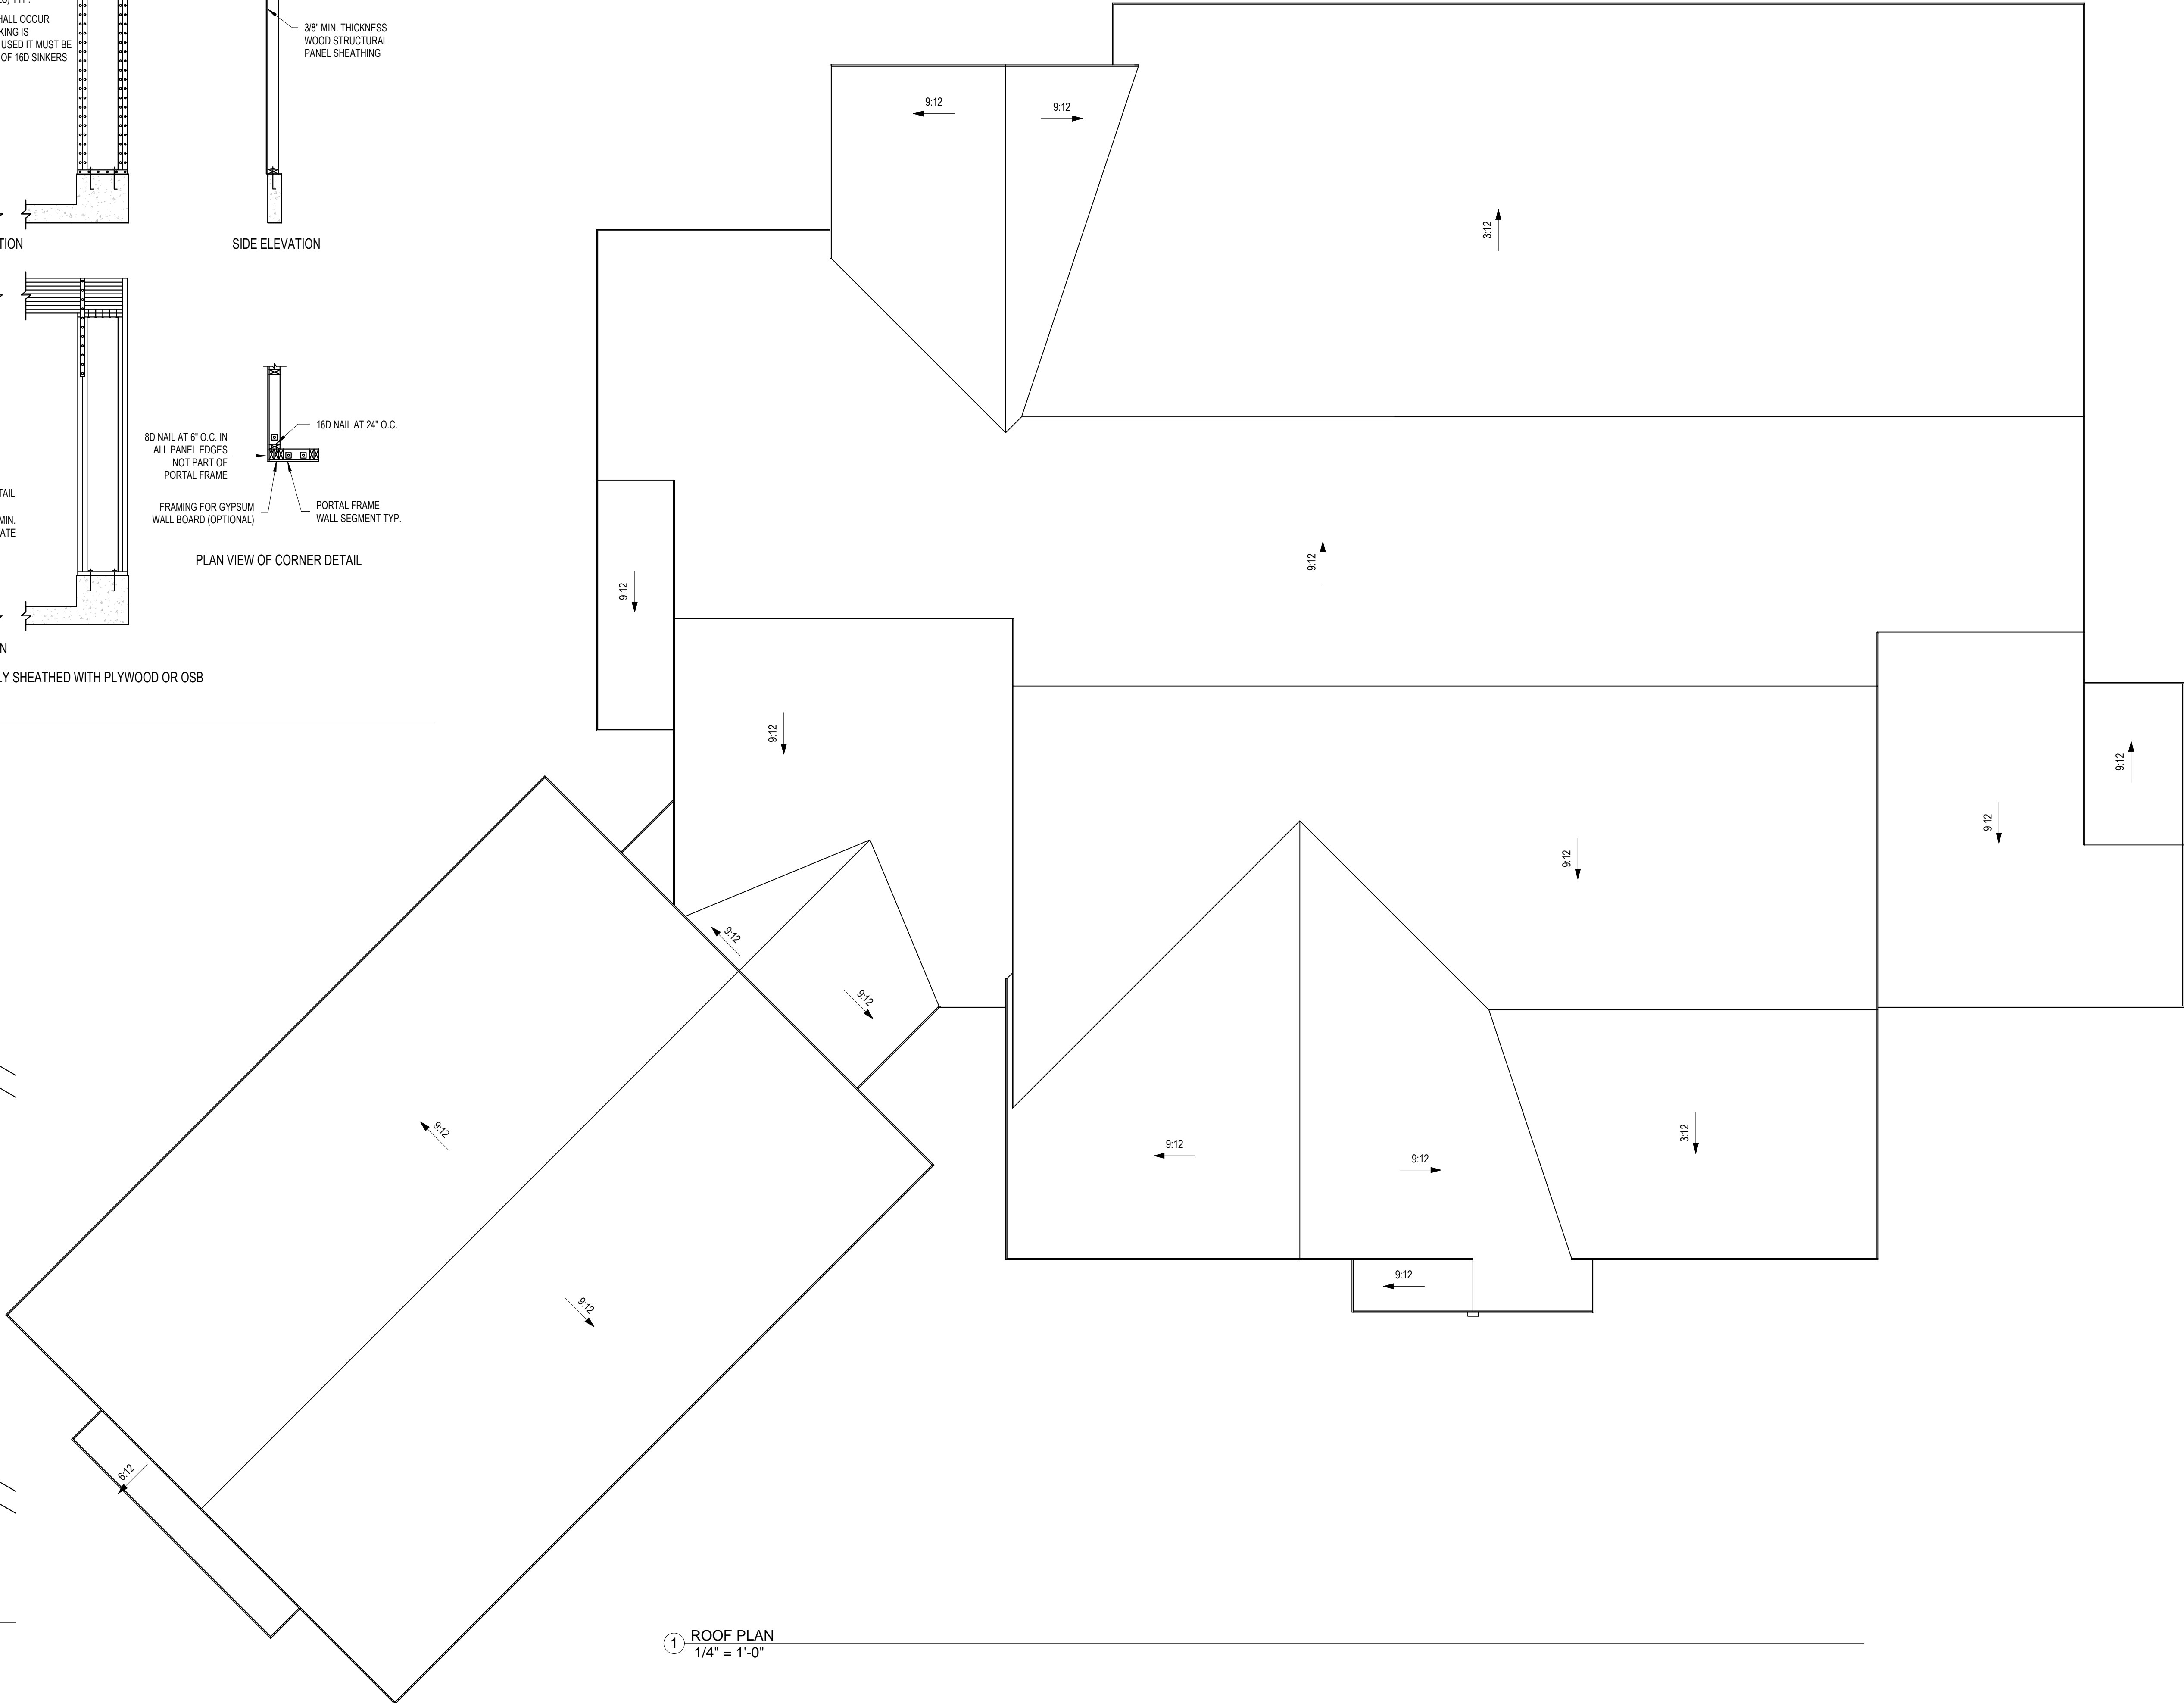 HALL OCCUR
KING IS
USED IT MUST BE
OF 16D SINKERS
3/8" MIN. THICKNESS
WOOD STRUCTURAL
PANEL SHEATHING
SIDE ELEVATION
8D NAIL AT 6" O.C. IN
ALL PANEL EDGES
NOT PART OF
PORTAL FRAME
16D NAIL AT 24" O.C.
FRAMING FOR GYPSUM
WALL BOARD (OPTIONAL)
PORTAL FRAME
WALL SEGMENT TYP.
PLAN VIEW OF CORNER DETAIL
TAIL
MIN.
ATE
TION
N
LY SHEATHED WITH PLYWOOD OR OSB
9:12
9:12
3:12
9:12
9:12
9:12
9:12
9:12
9:12
9:12
9:12
9:12
9:12
9:12
3:12
9:12
9:12
9:12
6:12
1
ROOF PLAN
1/4" = 1'-0"